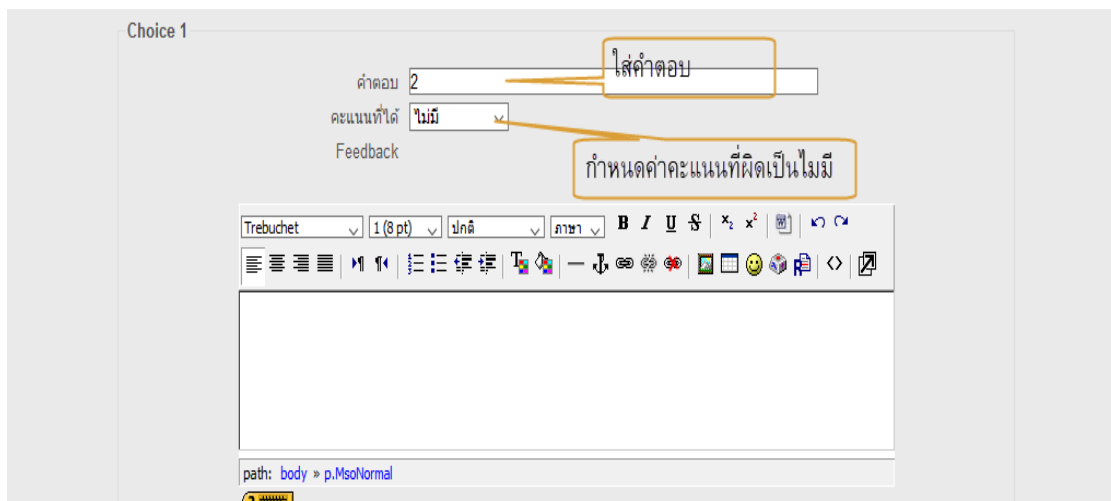 Choice 1
ใส่คำตอบ
คำตอบ 2
คะแนนที่ได้ ไม่มี
Feedback
กำหนดค่าคะแนนที่ผิดเป็นไมมี
Trebuchet 1 (8 pt) ปกติ ภาษา B I U S x₂ x²
path: body » p.MsoNormal